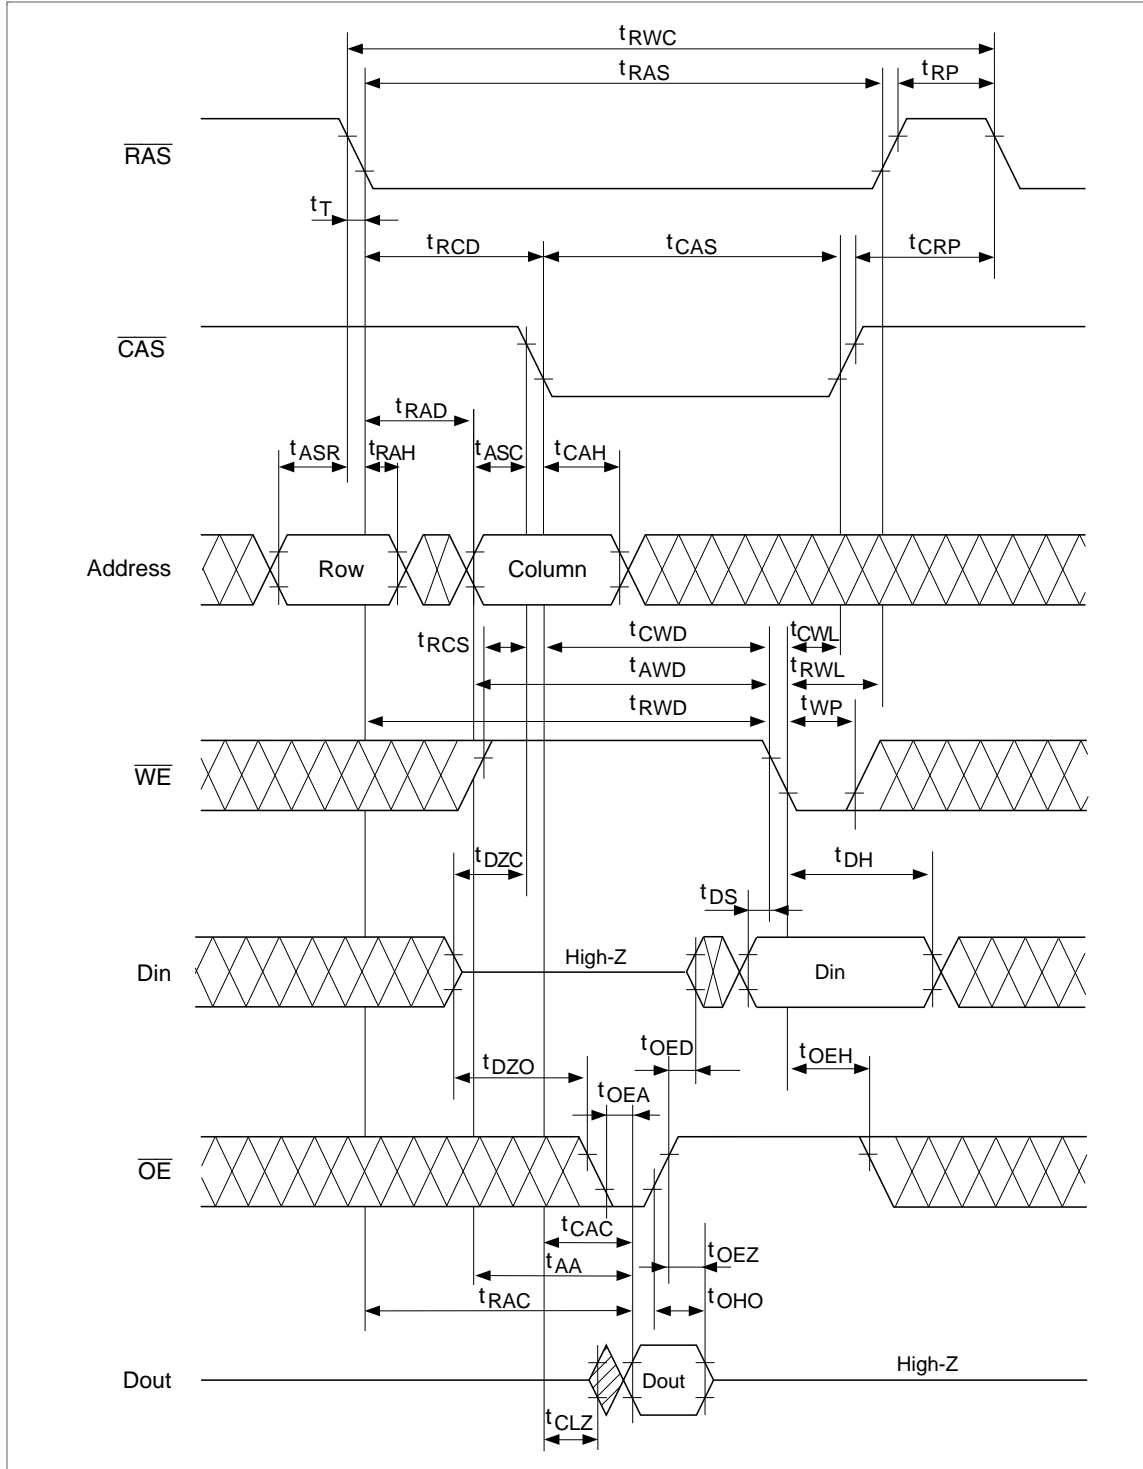 tRWC
tRAS
tRP
RAS
tT
tRCD
tCAS
tCRP
CAS
tRAD
tASR
tRAH
tASC
tCAH
Address
Row
Column
tRCS
tCWD
tCWL
tAWD
tRWL
tRWD
tWP
WE
tDZC
tDH
tDS
Din
High-Z
Din
tDZO
tOED
tOEH
tOEA
OE
tCAC
tOEZ
tAA
tRAC
tOHO
Dout
Dout
High-Z
tCLZ